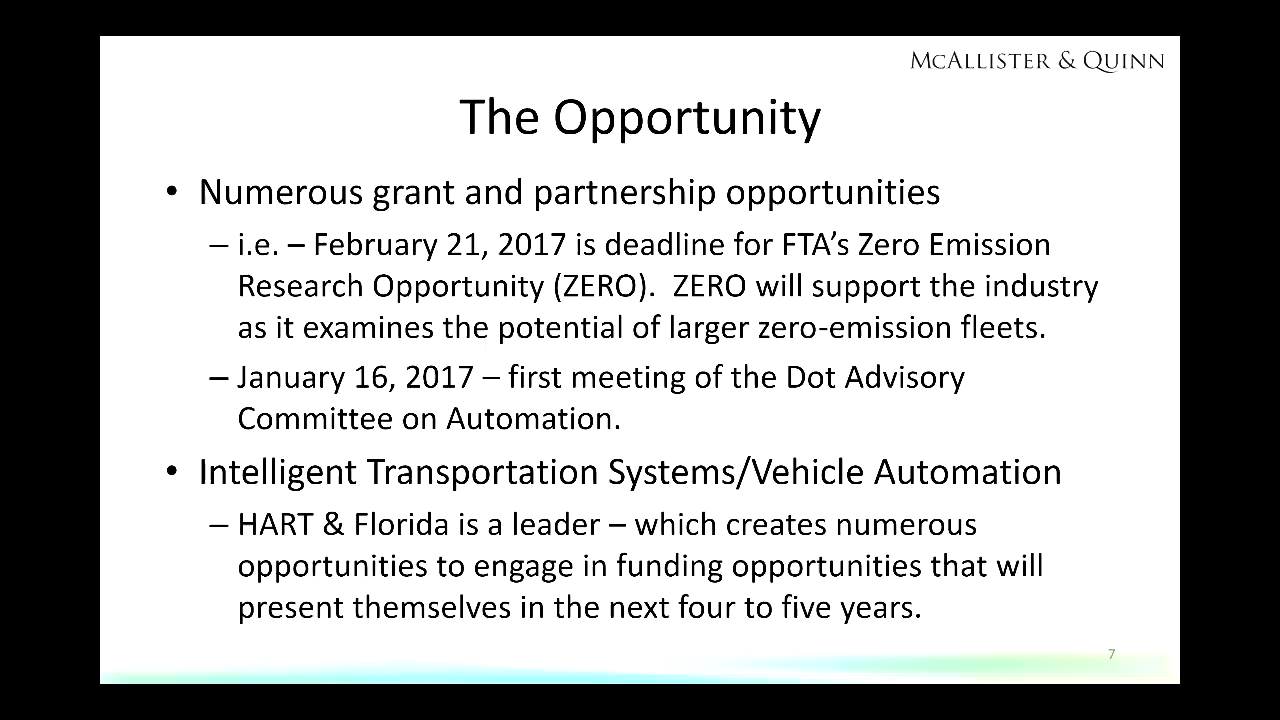 McAllister & Quinn
The Opportunity
• Numerous grant and partnership opportunities
– i.e. – February 21, 2017 is deadline for FTA’s Zero Emission
Research Opportunity (ZERO).  ZERO will support the industry
as it examines the potential of larger zero-emission fleets.
– January 16, 2017 – first meeting of the Dot Advisory
Committee on Automation.
• Intelligent Transportation Systems/Vehicle Automation
– HART & Florida is a leader – which creates numerous
opportunities to engage in funding opportunities that will
present themselves in the next four to five years.
7